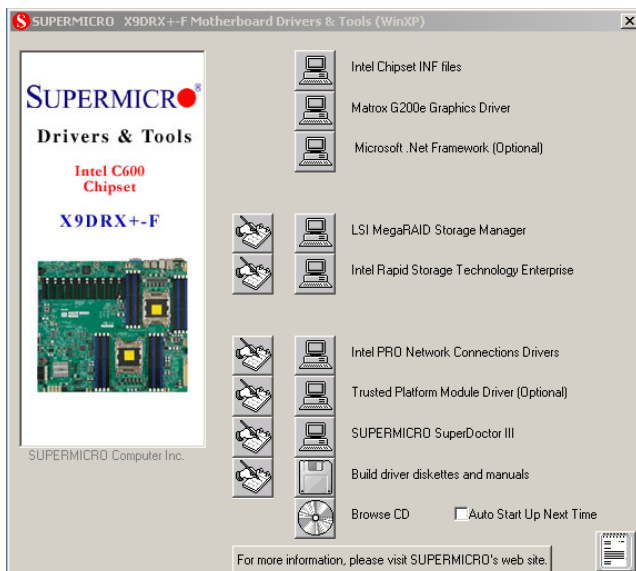 SUPERMICRO X9DRX+-F Motherboard Drivers & Tools (WinXP)
SUPERMICRO®
Drivers & Tools
Intel C600
Chipset
X9DRX+-F
SUPERMICRO Computer Inc.
Intel Chipset INF files
Matrox G200e Graphics Driver
Microsoft .Net Framework (Optional)
LSI MegaRAID Storage Manager
Intel Rapid Storage Technology Enterprise
Intel PRO Network Connections Drivers
Trusted Platform Module Driver (Optional)
SUPERMICRO SuperDoctor III
Build driver diskettes and manuals
Browse CD
Auto Start Up Next Time
For more information, please visit SUPERMICRO's web site.